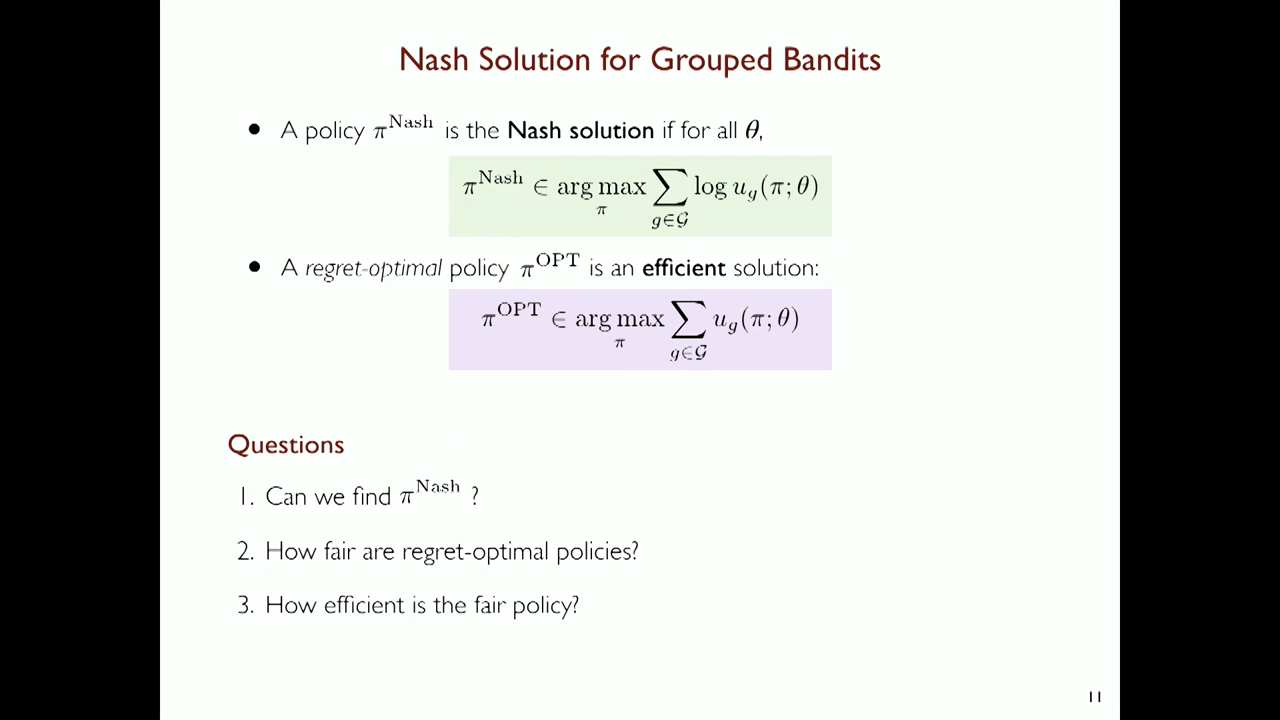 Nash Solution for Grouped Bandits
• A policy π^Nash is the Nash solution if for all θ,
π^Nash ∈ arg max_π ∑_{g∈𝒢} log u_g(π; θ)
• A regret-optimal policy π^OPT is an efficient solution:
π^OPT ∈ arg max_π ∑_{g∈𝒢} u_g(π; θ)
Questions
1. Can we find π^Nash ?
2. How fair are regret-optimal policies?
3. How efficient is the fair policy?
11